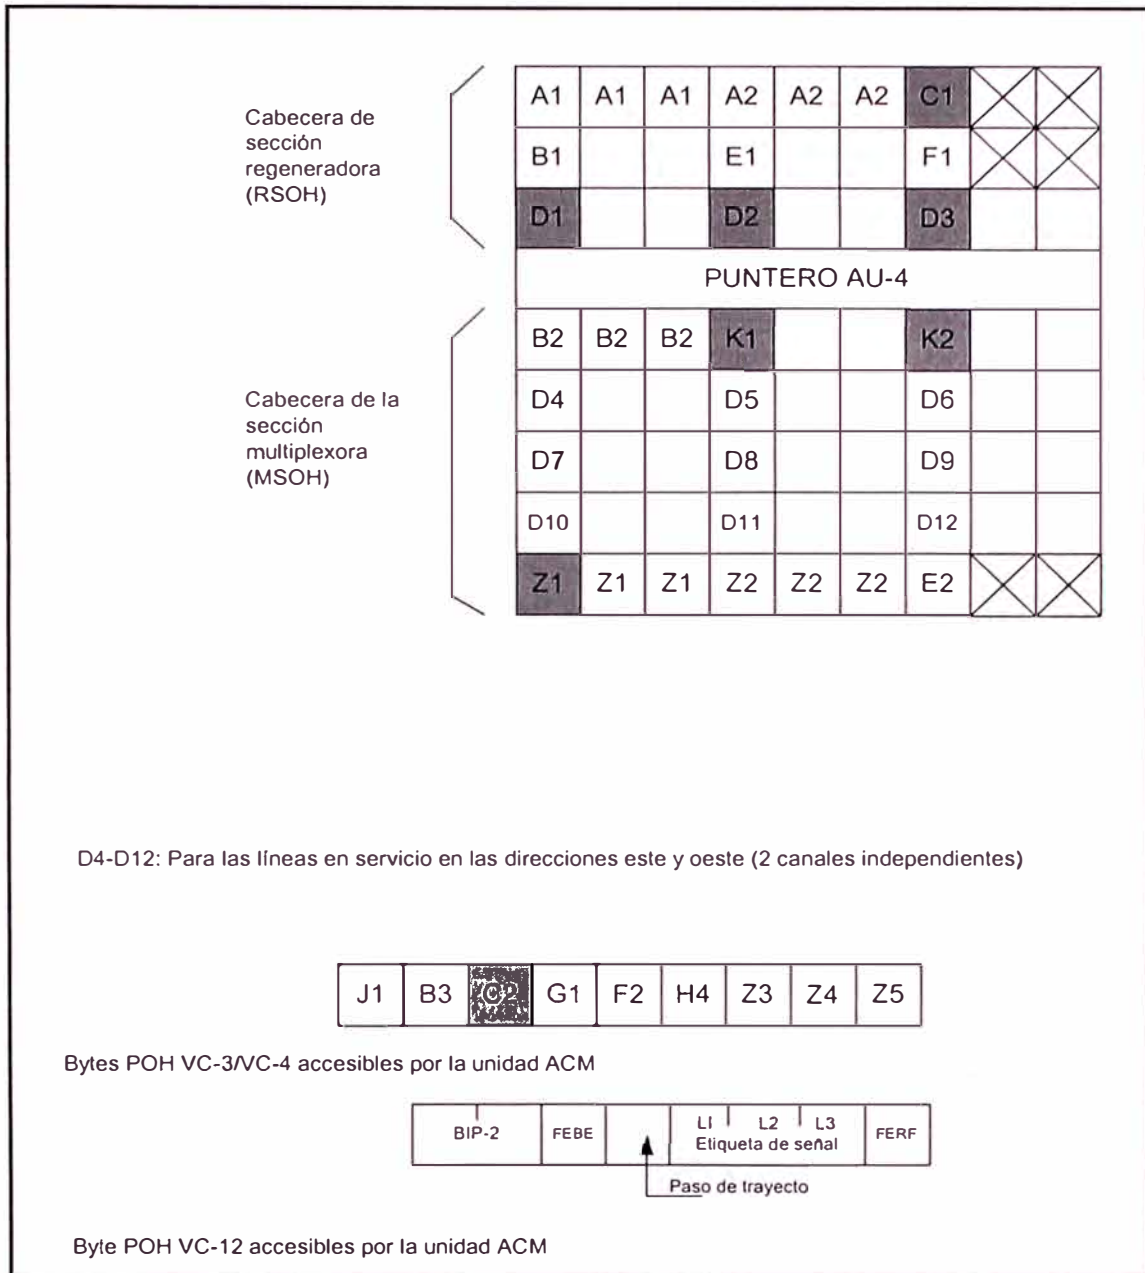 Cabecera de
sección
regeneradora
(RSOH)
A1 A1 A1 A2 A2 A2 C1
B1 E1 F1
D1 D2 D3
PUNTERO AU-4
Cabecera de la
sección
multiplexora
(MSOH)
B2 B2 B2 K1 K2
D4 D5 D6
D7 D8 D9
D10 D11 D12
Z1 Z1 Z1 Z2 Z2 Z2 E2
D4-D12: Para las líneas en servicio en las direcciones este y oeste (2 canales independientes)
J1 B3 C2 G1 F2 H4 Z3 Z4 Z5
Bytes POH VC-3/VC-4 accesibles por la unidad ACM
BIP-2 FEBE L1 L2 L3 FERF
Etiqueta de señal
Paso de trayecto
Byte POH VC-12 accesibles por la unidad ACM